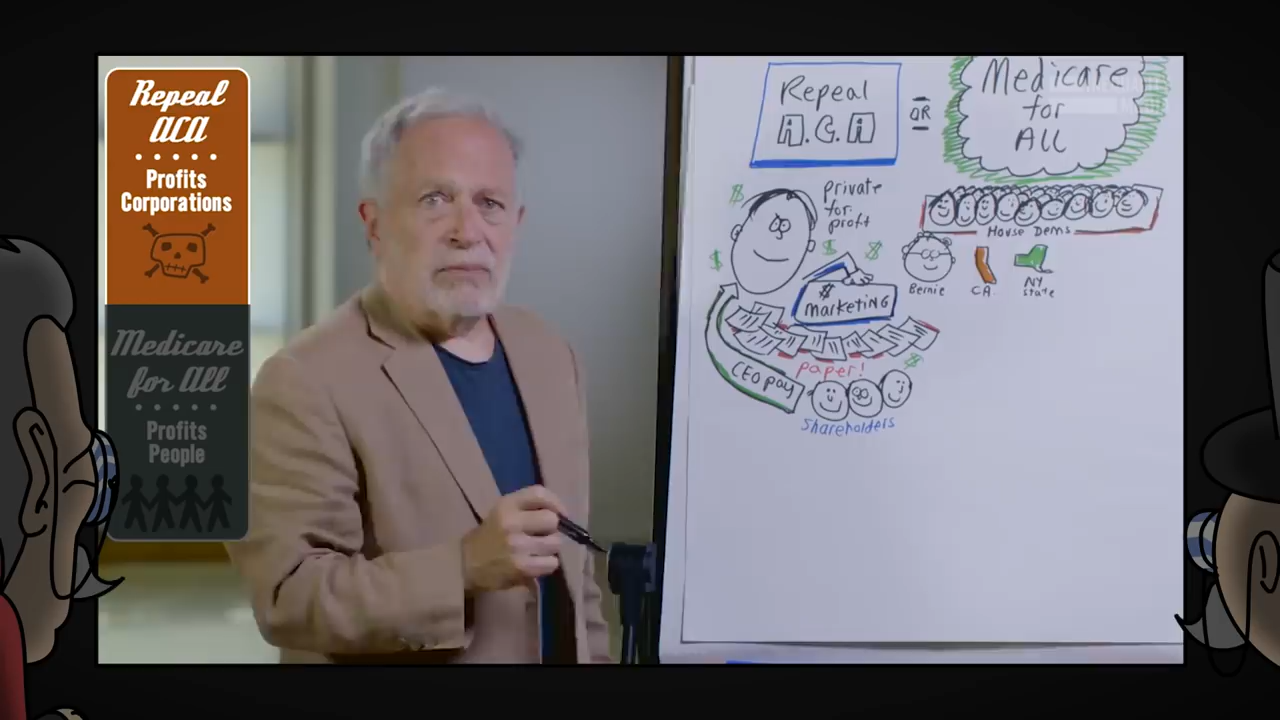 Repeal
ACA
Profits
Corporations
Medicare
for All
Profits
People
Repeal
A.C.A
OR
Medicare
for
ALL
private
for.
profit
House Dems
Bernie
CA.
NY
State
$
$
$
$
$ marketing
paper!
$
CEO pay
Shareholders